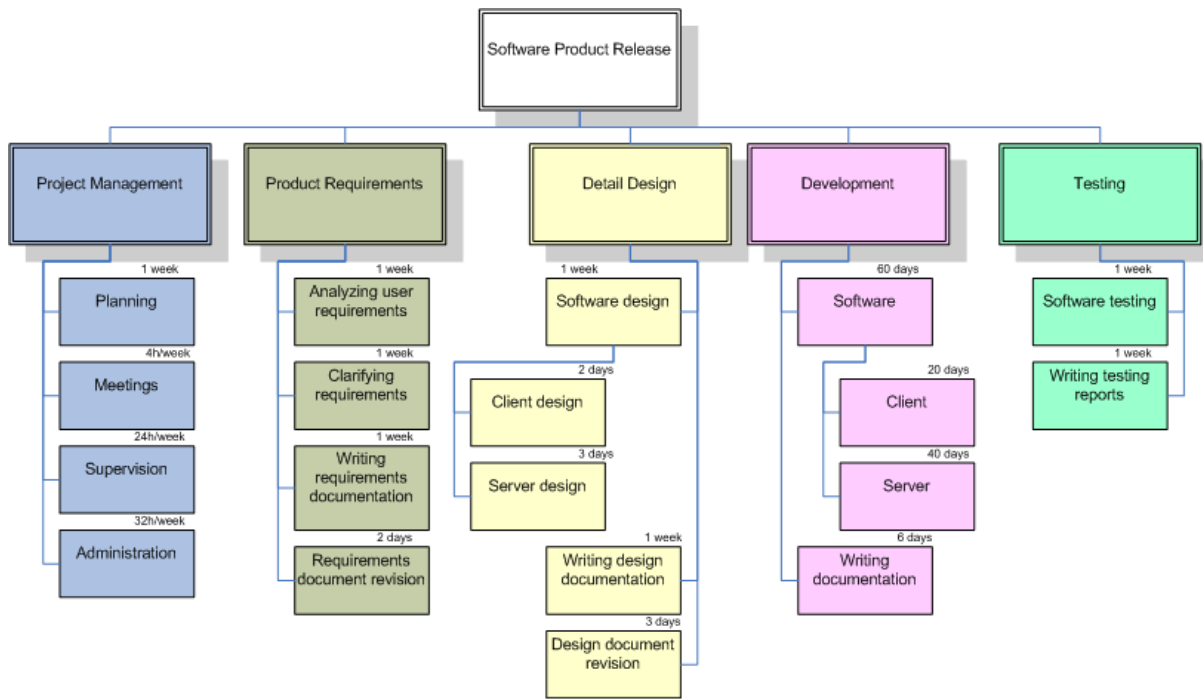 Software Product Release
Project Management
Product Requirements
Detail Design
Development
Testing
1 week
Planning
4h/week
Meetings
24h/week
Supervision
32h/week
Administration
1 week
Analyzing user
requirements
1 week
Clarifying
requirements
1 week
Writing
requirements
documentation
2 days
Requirements
document revision
1 week
Software design
2 days
Client design
3 days
Server design
1 week
Writing design
documentation
3 days
Design document
revision
60 days
Software
20 days
Client
40 days
Server
6 days
Writing
documentation
1 week
Software testing
1 week
Writing testing
reports